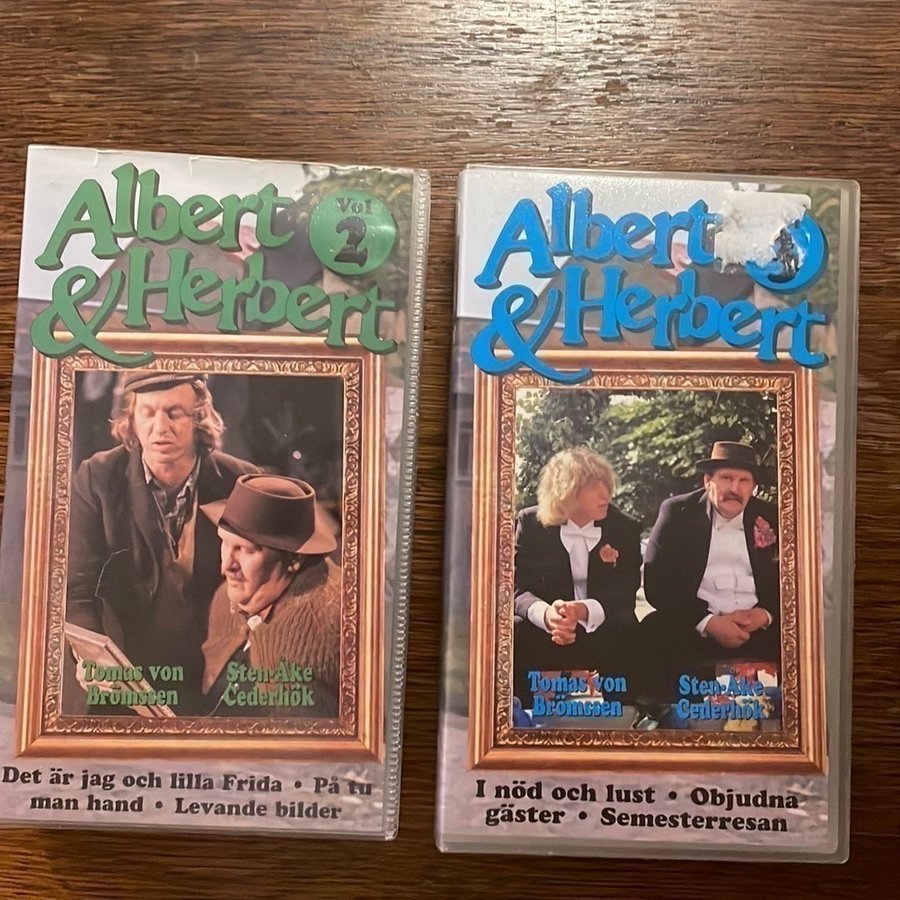 Albert
Vol
2
& Herbert
Tomas von
Brömssen
Sten-Åke
Cederhök
Det är jag och lilla Frida • På tu
man hand • Levande bilder
Albert
& Herbert
Tomas von
Brömssen
Sten-Åke
Cederhök
I nöd och lust • Objudna
gäster • Semesterresan